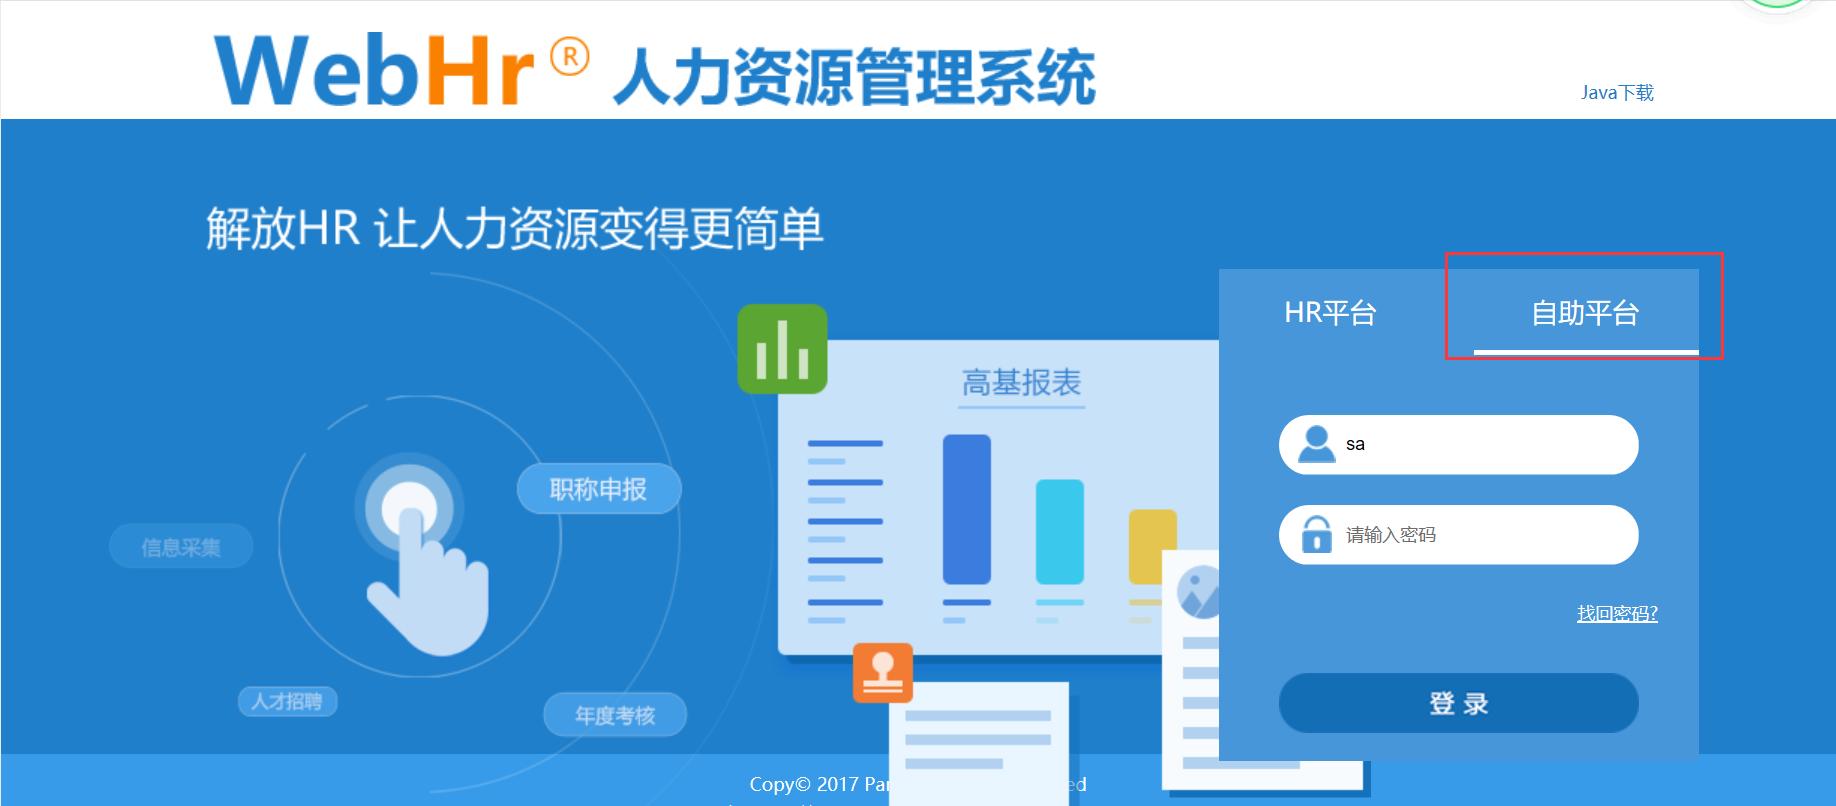 WebHr® 人力资源管理系统
Java下载
解放HR 让人力资源变得更简单
HR平台
自助平台
高基报表
sa
职称申报
信息采集
请输入密码
找回密码?
人才招聘
年度考核
登 录
Copy© 2017